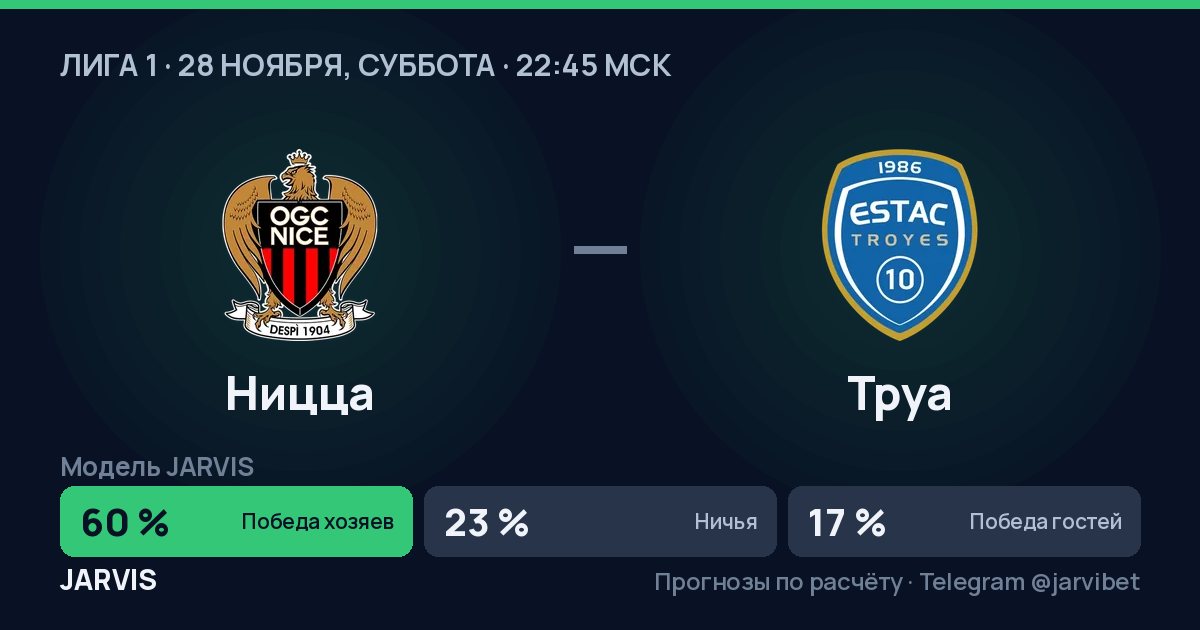 ЛИГА 1 · 28 НОЯБРЯ, СУББОТА · 22:45 МСК
OGC
NICE
DESPÍ 1904
1986
ESTAC
TROYES
10
Ницца
Труа
Модель JARVIS
60 % Победа хозяев
23 % Ничья
17 % Победа гостей
JARVIS
Прогнозы по расчёту · Telegram @jarvibet